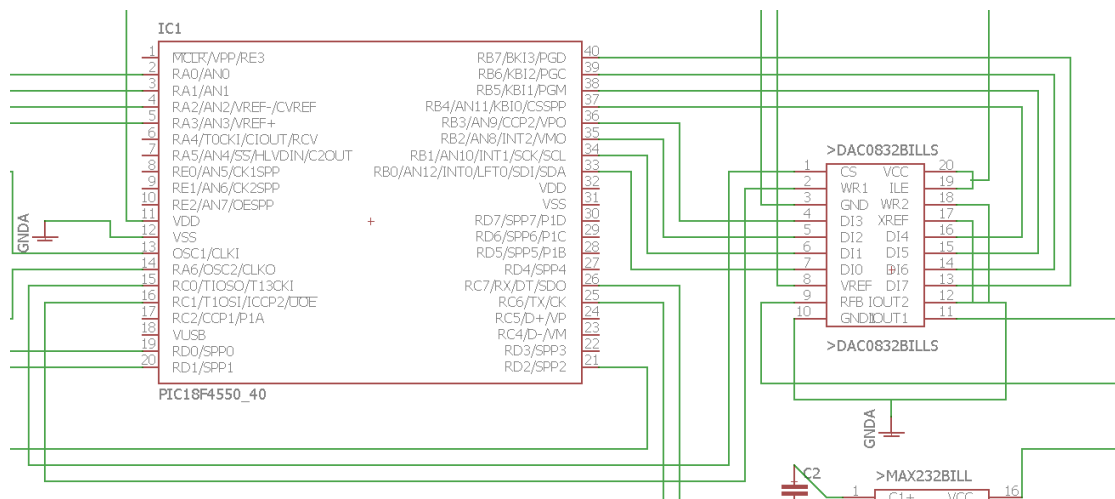 IC1
1 MCLR/VPP/RE3 RB7/BKI3/PGD 40
2 RA0/AN0 RB6/KBI2/PGC 39
3 RA1/AN1 RB5/KBI1/PGM 38
4 RA2/AN2/VREF-/CVREF RB4/AN11/KBI0/CSSPP 37
5 RA3/AN3/VREF+ RB3/AN9/CCP2/VPO 36
6 RA4/T0CKI/CIOUT/RCV RB2/AN8/INT2/VMO 35
7 RA5/AN4/SS/HLVDIN/C2OUT RB1/AN10/INT1/SCK/SCL 34
8 RE0/AN5/CK1SPP RB0/AN12/INT0/LFT0/SDI/SDA 33
9 RE1/AN6/CK2SPP VDD 32
10 RE2/AN7/OESPP VSS 31
11 VDD RD7/SPP7/P1D 30
12 VSS RD6/SPP6/P1C 29
13 OSC1/CLKI RD5/SPP5/P1B 28
14 RA6/OSC2/CLKO RD4/SPP4 27
15 RC0/TIOSO/T13CKI RC7/RX/DT/SDO 26
16 RC1/T1OSI/ICCP2/UOE RC6/TX/CK 25
17 RC2/CCP1/P1A RC5/D+/VP 24
18 VUSB RC4/D-/VM 23
19 RD0/SPP0 RD3/SPP3 22
20 RD1/SPP1 RD2/SPP2 21
PIC18F4550_40
GNDA
>DAC0832BILLS
1 CS VCC 20
2 WR1 ILE 19
3 GND WR2 18
4 DI3 XREF 17
5 DI2 DI4 16
6 DI1 DI5 15
7 DI0 DI6 14
8 VREF DI7 13
9 RFB IOUT2 12
10 GND1 IOUT1 11
>DAC0832BILLS
GNDA
C2
>MAX232BILL
1 C1+ VCC 16